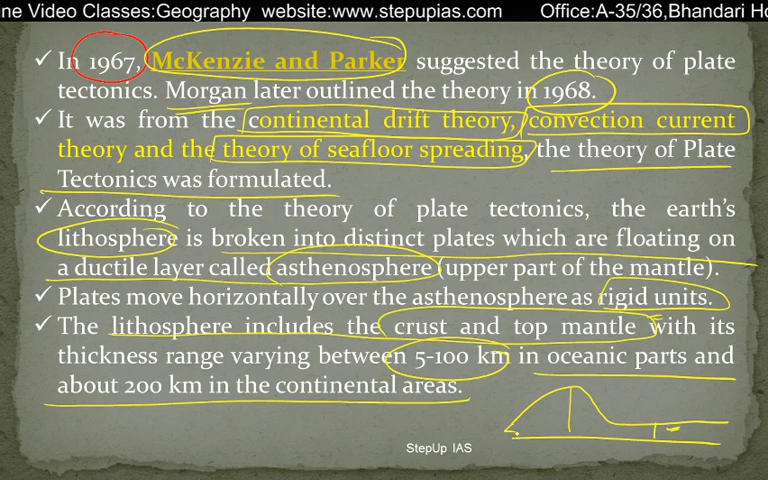 ne Video Classes:Geography website:www.stepupias.com Office:A-35/36,Bhandari Ho
✓ In 1967, McKenzie and Parker suggested the theory of plate
tectonics. Morgan later outlined the theory in 1968.
✓ It was from the continental drift theory, convection current
theory and the theory of seafloor spreading, the theory of Plate
Tectonics was formulated.
✓ According to the theory of plate tectonics, the earth's
lithosphere is broken into distinct plates which are floating on
a ductile layer called asthenosphere (upper part of the mantle).
✓ Plates move horizontally over the asthenosphere as rigid units.
✓ The lithosphere includes the crust and top mantle with its
thickness range varying between 5-100 km in oceanic parts and
about 200 km in the continental areas.
StepUp IAS